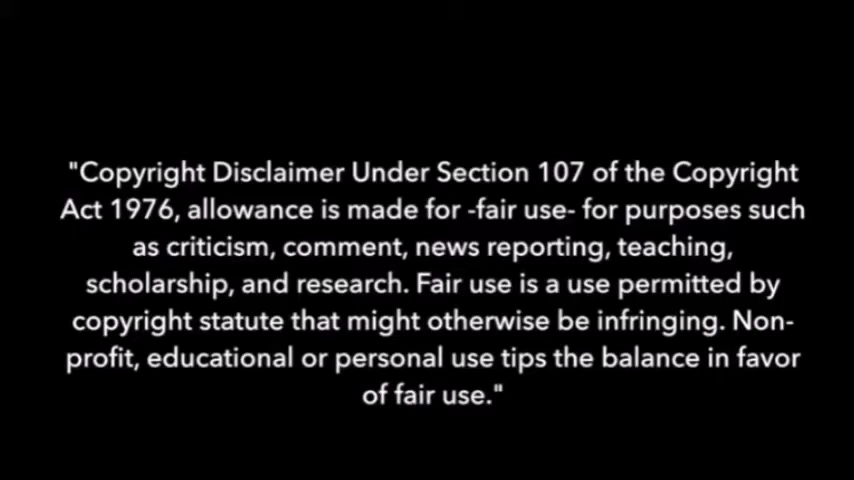 "Copyright Disclaimer Under Section 107 of the Copyright
Act 1976, allowance is made for -fair use- for purposes such
as criticism, comment, news reporting, teaching,
scholarship, and research. Fair use is a use permitted by
copyright statute that might otherwise be infringing. Non-
profit, educational or personal use tips the balance in favor
of fair use."